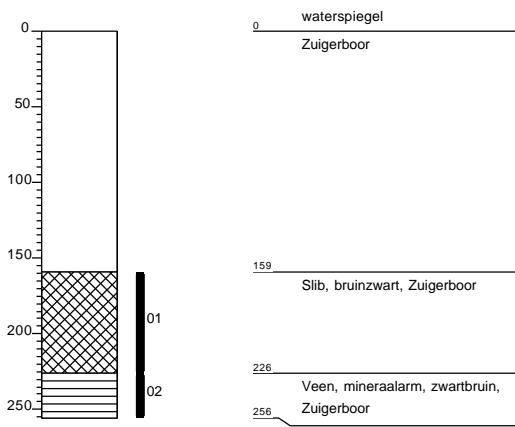 waterspiegel
0
0
Zuigerboor
50
100
150
159
Slib, bruinzwart, Zuigerboor
01
200
226
Veen, mineraalarm, zwartbruin,
02
Zuigerboor
250
256